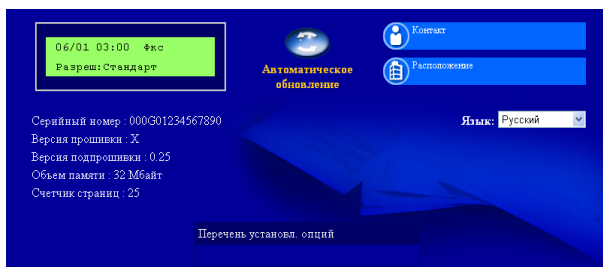 06/01 03:00 Фкс
Разреш:Стандарт
Автоматическое
обновление
Контакт
Расположение
Язык: Русский
Серийный номер : 000G01234567890
Версия прошивки : X
Версия подпрошивки : 0.25
Объем памяти : 32 Мбайт
Счетчик страниц : 25
Перечень установл. опций